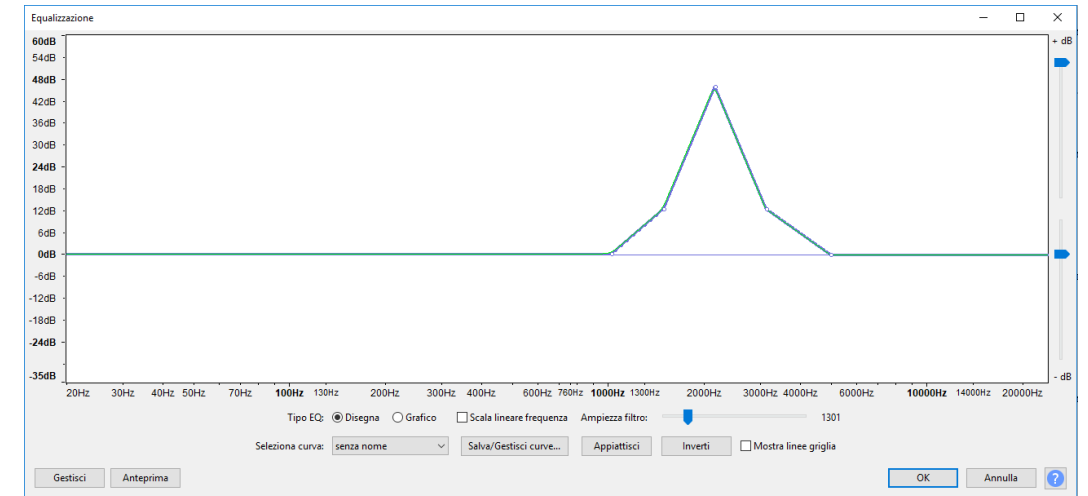 Equalizzazione
60dB
+ dB
54dB
48dB
42dB
36dB
30dB
24dB
18dB
12dB
6dB
0dB
-6dB
-12dB
-18dB
-24dB
-35dB
- dB
20Hz 30Hz 40Hz 50Hz 70Hz 100Hz 130Hz 200Hz 300Hz 400Hz 600Hz 760Hz 1000Hz 1300Hz 2000Hz 3000Hz 4000Hz 6000Hz 10000Hz 14000Hz 20000Hz
Tipo EQ: Disegna Grafico Scala lineare frequenza Ampiezza filtro: 1301
Seleziona curva: senza nome Salva/Gestisci curve... Appiattisci Inverti Mostra linee griglia
Gestisci Anteprima OK Annulla ?